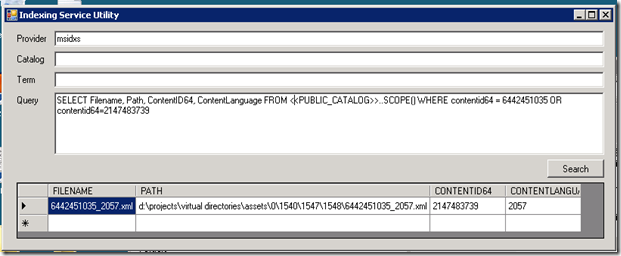 Indexing Service Utility
Provider msidxs
Catalog
Term
Query SELECT Filename, Path, ContentID64, ContentLanguage FROM <<PUBLIC_CATALOG>>..SCOPE() WHERE contentid64 = 6442451035 OR
contentid64=2147483739
Search
FILENAME PATH CONTENTID64 CONTENTLANGUA
6442451035_2057.xml d:\projects\virtual directories\assets\0\1540\1547\1548\6442451035_2057.xml 2147483739 2057